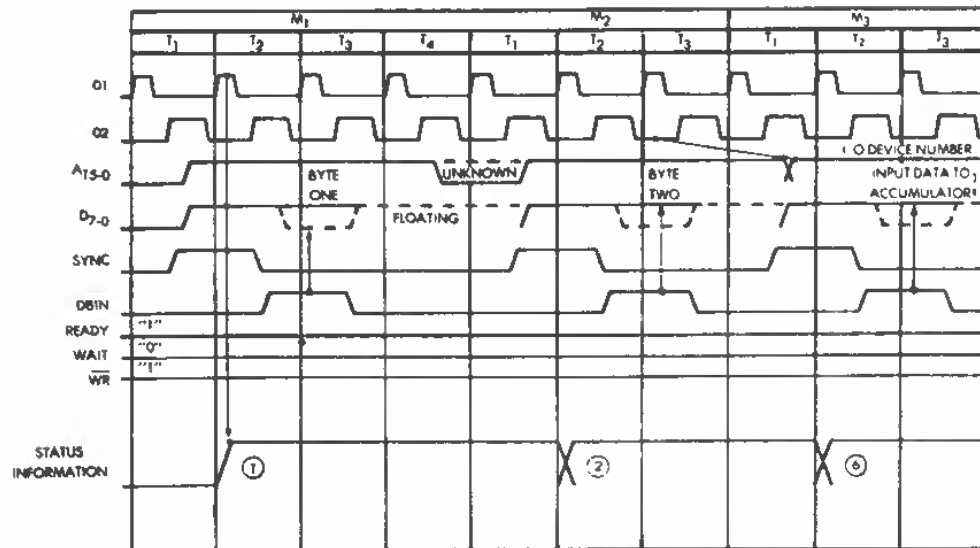 M1 M2 M3
T1 T2 T3 T4 T1 T2 T3 T1 T2 T3
01
02
A15-0
UNKNOWN
I/O DEVICE NUMBER
BYTE ONE
BYTE TWO
INPUT DATA TO ACCUMULATOR
D7-0
FLOATING
SYNC
DBIN
READY "1"
WAIT "0"
WR "1"
STATUS INFORMATION
1 2 6